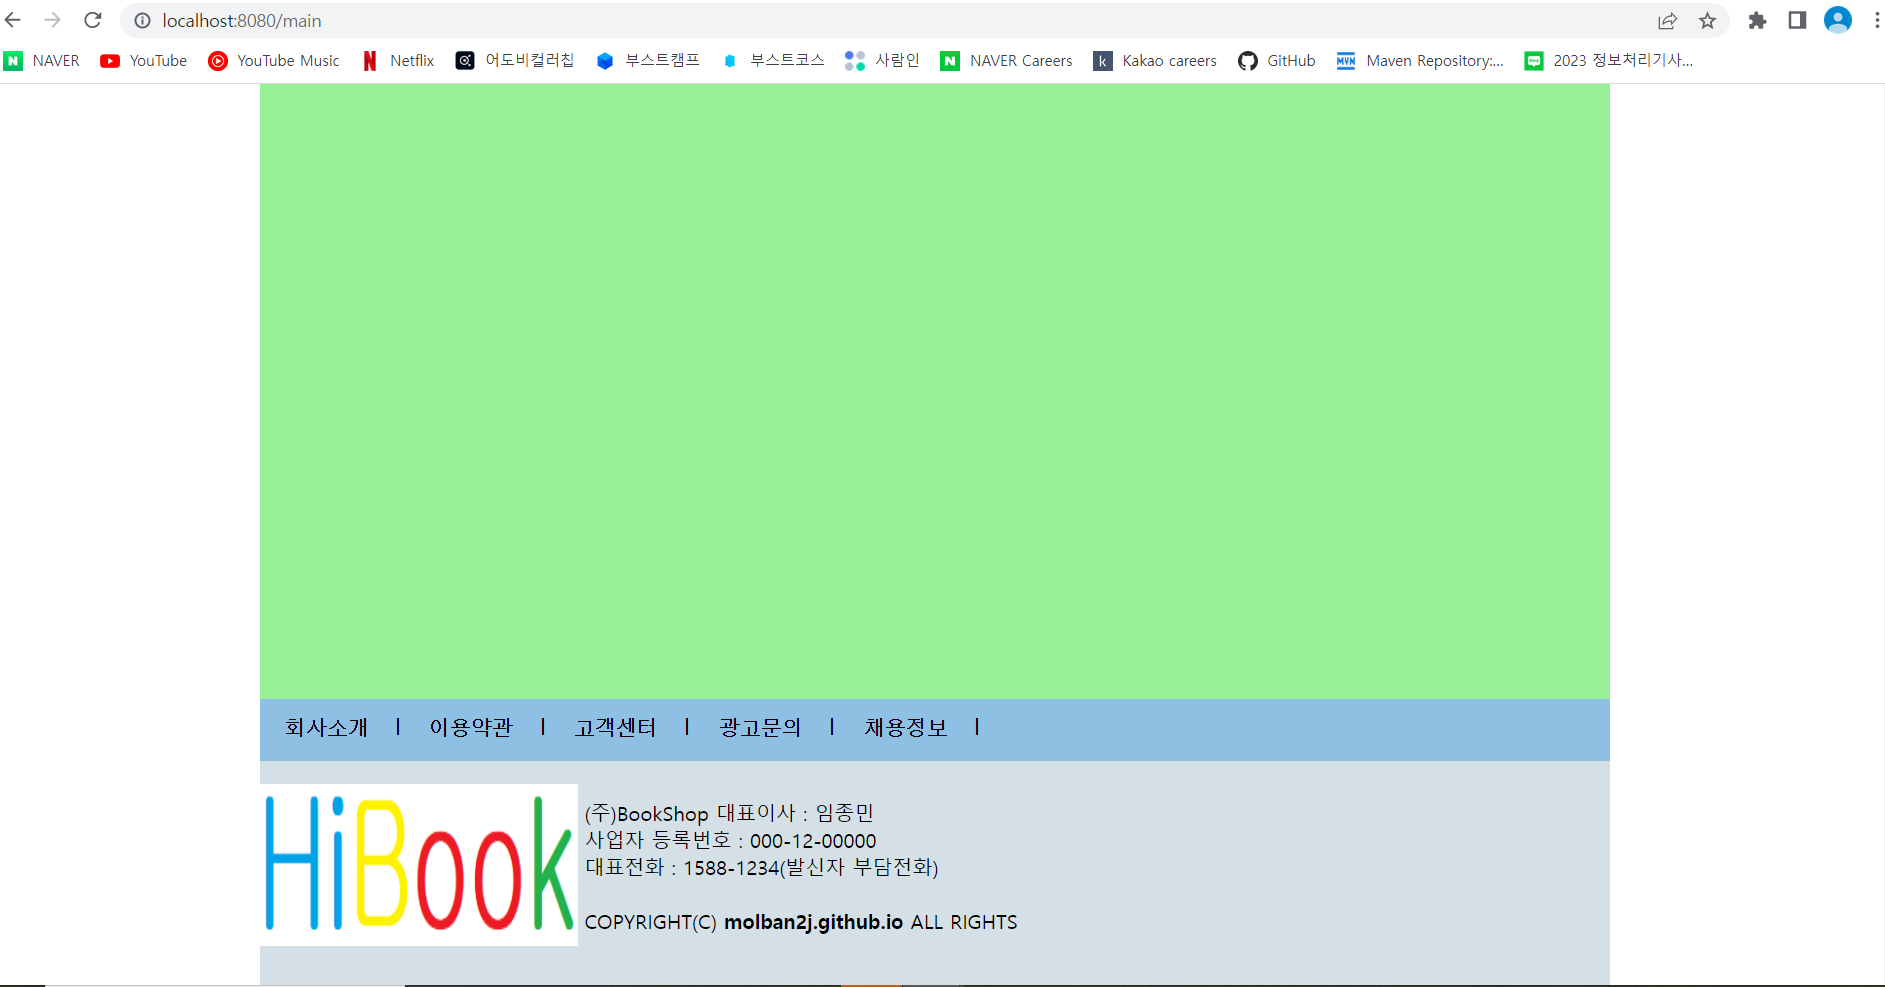 localhost:8080/main
NAVER YouTube YouTube Music Netflix 어도비컬러칩 부스트캠프 부스트코스 사람인 NAVER Careers Kakao careers GitHub Maven Repository:... 2023 정보처리기사...
회사소개 | 이용약관 | 고객센터 | 광고문의 | 채용정보 |
HiBook
(주)BookShop 대표이사 : 임종민
사업자 등록번호 : 000-12-00000
대표전화 : 1588-1234(발신자 부담전화)
COPYRIGHT(C) molban2j.github.io ALL RIGHTS